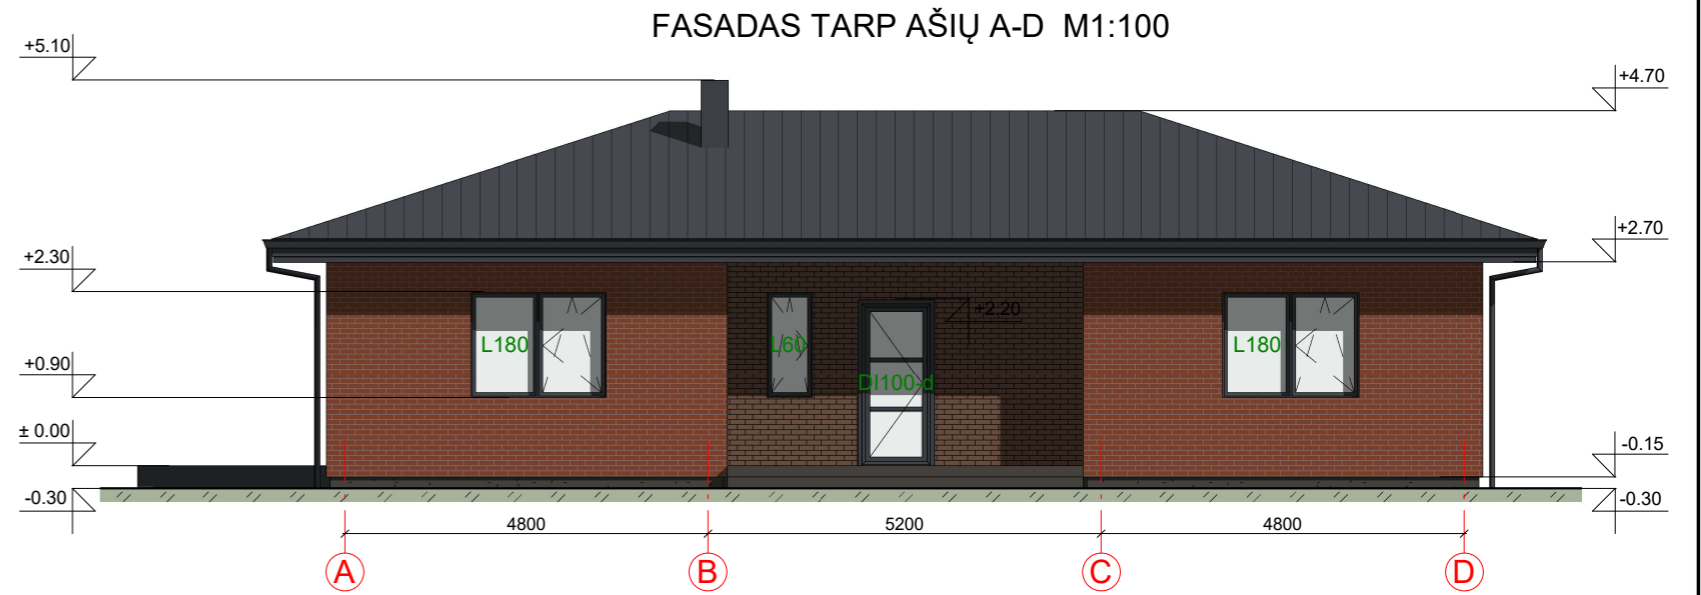 FASADAS TARP AŠIŲ A-D M1:100
+5.10
+4.70
+2.70
+2.30
+2.20
L180
L60
L180
+0.90
DI100-d
± 0.00
-0.15
-0.30
-0.30
4800
5200
4800
A
B
C
D